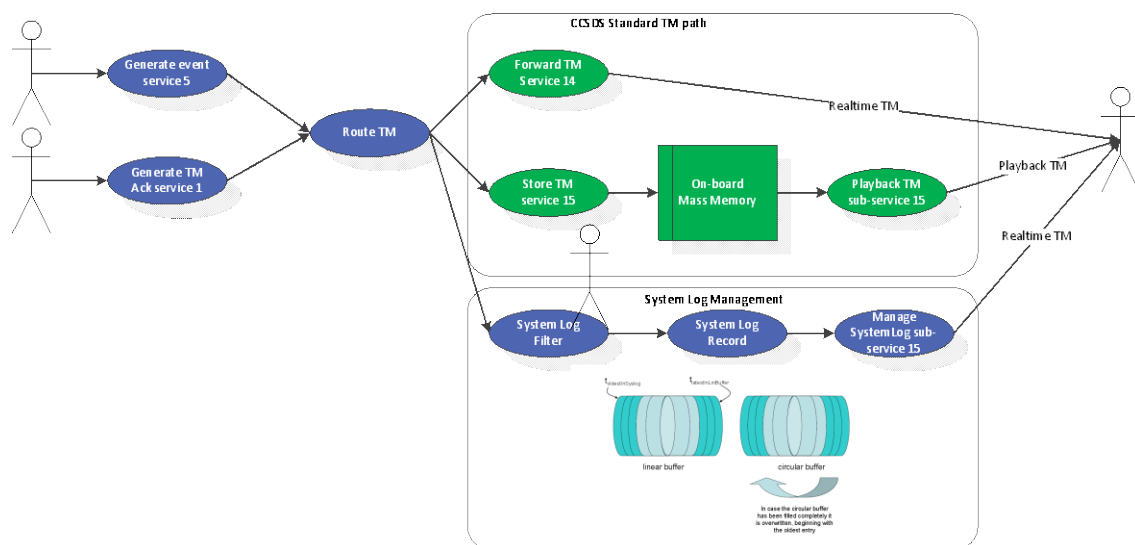 CCSDS Standard TM path
Generate event
service 5
Forward TM
Service 14
Realtime TM
Route TM
Generate TM
Ack service 1
Store TM
service 15
On-board
Mass Memory
Playback TM
sub-service 15
Playback TM
Realtime TM
System Log Management
System Log
Filter
System Log
Record
Manage
SystemLog sub-
service 15
linear buffer
circular buffer
In case the circular buffer
has been filled completely it
is overwritten, beginning with
the oldest entry